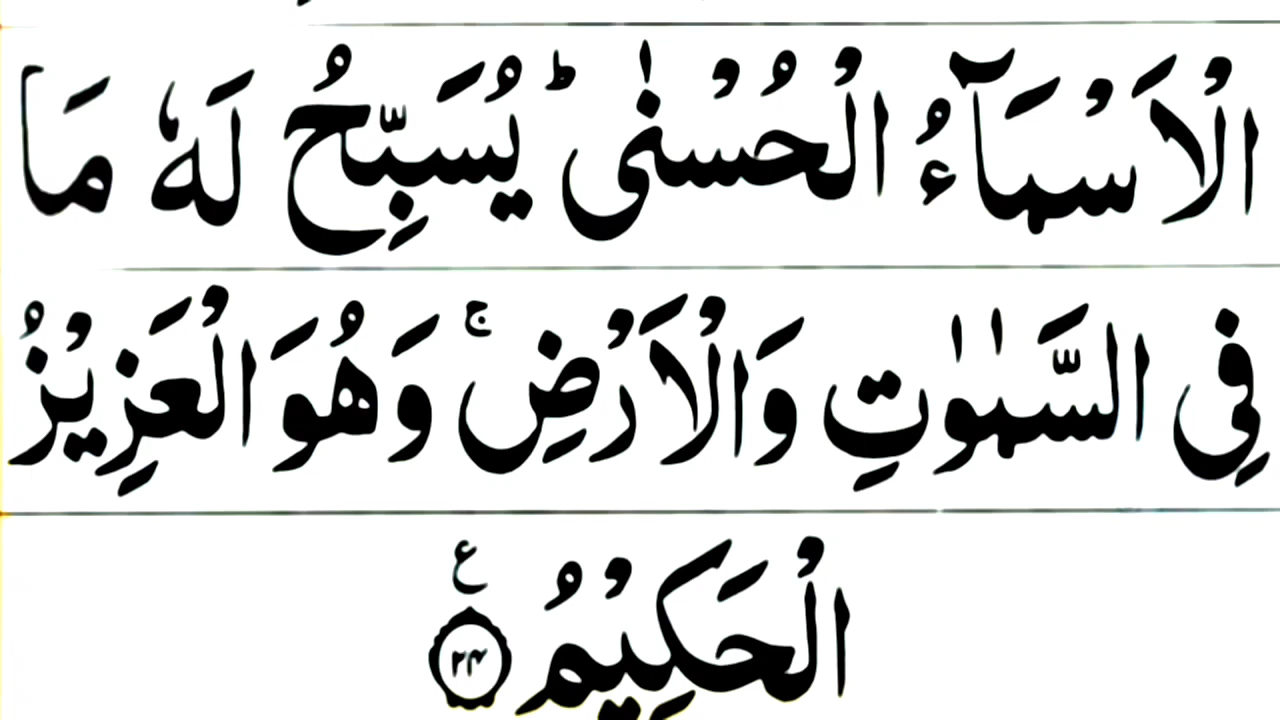 الْاَسْمَآءُ الْحُسْنٰىؕ یُسَبِّحُ لَهٗ مَا
فِی السَّمٰوٰتِ وَالْاَرْضِۚ وَهُوَ الْعَزِیْزُ
الْحَكِیْمُ ۟ۧ ۲۴